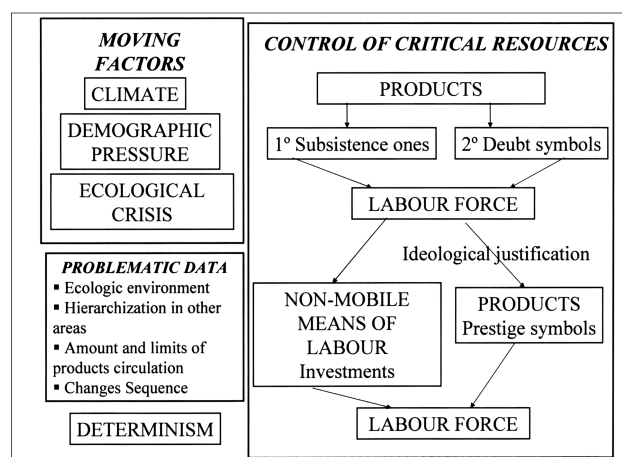 MOVING
FACTORS
CLIMATE
DEMOGRAPHIC
PRESSURE
ECOLOGICAL
CRISIS
PROBLEMATIC DATA
▪ Ecologic environment
▪ Hierarchization in other
areas
▪ Amount and limits of
products circulation
▪ Changes Sequence
DETERMINISM
CONTROL OF CRITICAL RESOURCES
PRODUCTS
1º Subsistence ones
2º Deubt symbols
LABOUR FORCE
Ideological justification
NON-MOBILE
MEANS OF
LABOUR
Investments
PRODUCTS
Prestige symbols
LABOUR FORCE